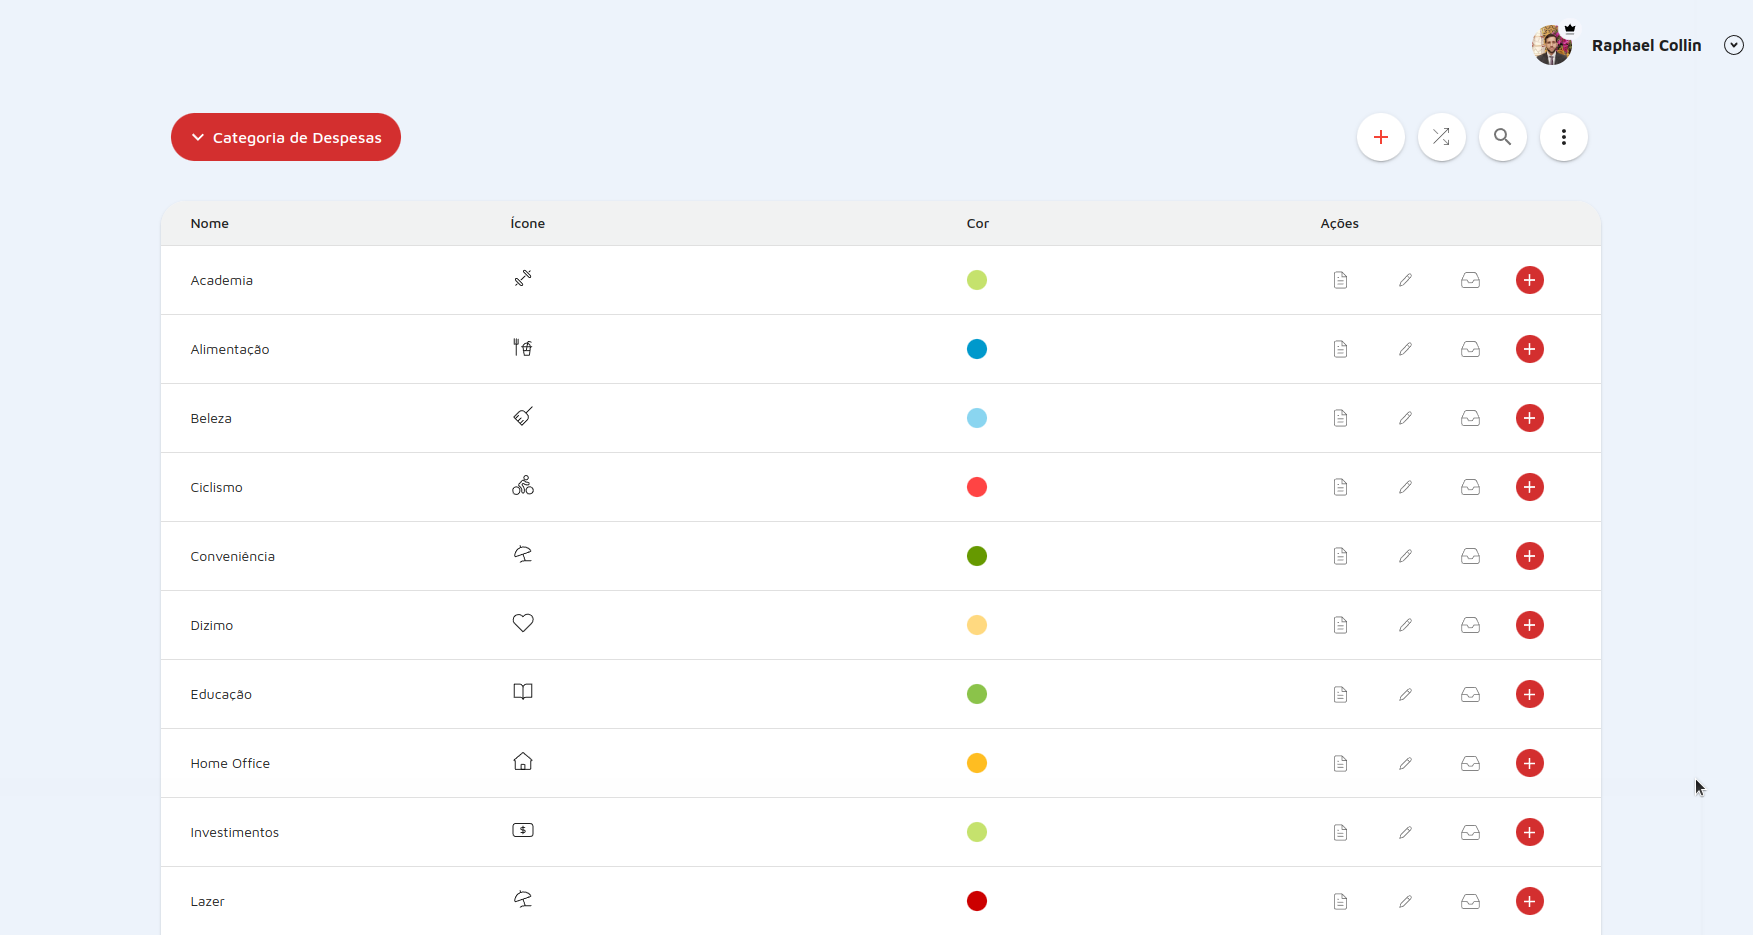 Raphael Collin
Categoria de Despesas
Nome Ícone Cor Ações
Academia
Alimentação
Beleza
Ciclismo
Conveniência
Dizimo
Educação
Home Office
Investimentos
Lazer